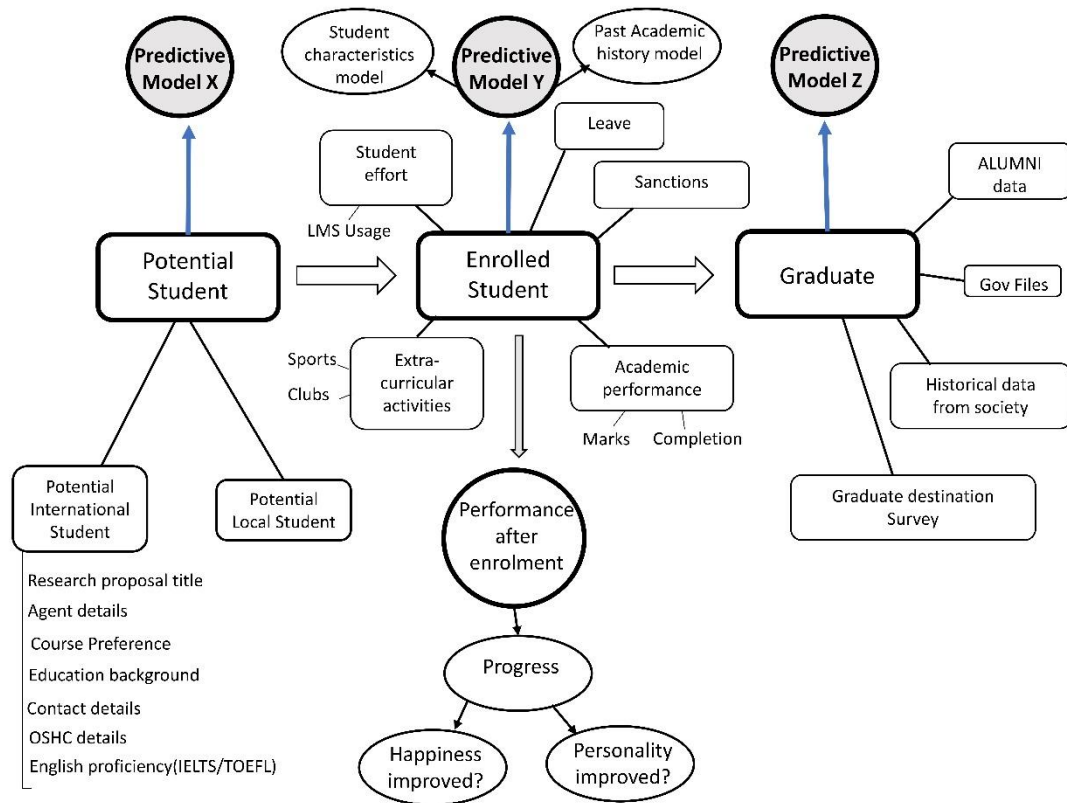 Predictive
Model X
Student
characteristics
model
Predictive
Model Y
Past Academic
history model
Predictive
Model Z
Student
effort
LMS Usage
Leave
Sanctions
ALUMNI
data
Potential
Student
Enrolled
Student
Graduate
Gov Files
Sports
Clubs
Extra-
curricular
activities
Academic
performance
Marks
Completion
Historical data
from society
Potential
International
Student
Potential
Local Student
Performance
after
enrolment
Graduate destination
Survey
Research proposal title
Agent details
Course Preference
Education background
Contact details
OSHC details
English proficiency(IELTS/TOEFL)
Progress
Happiness
improved?
Personality
improved?